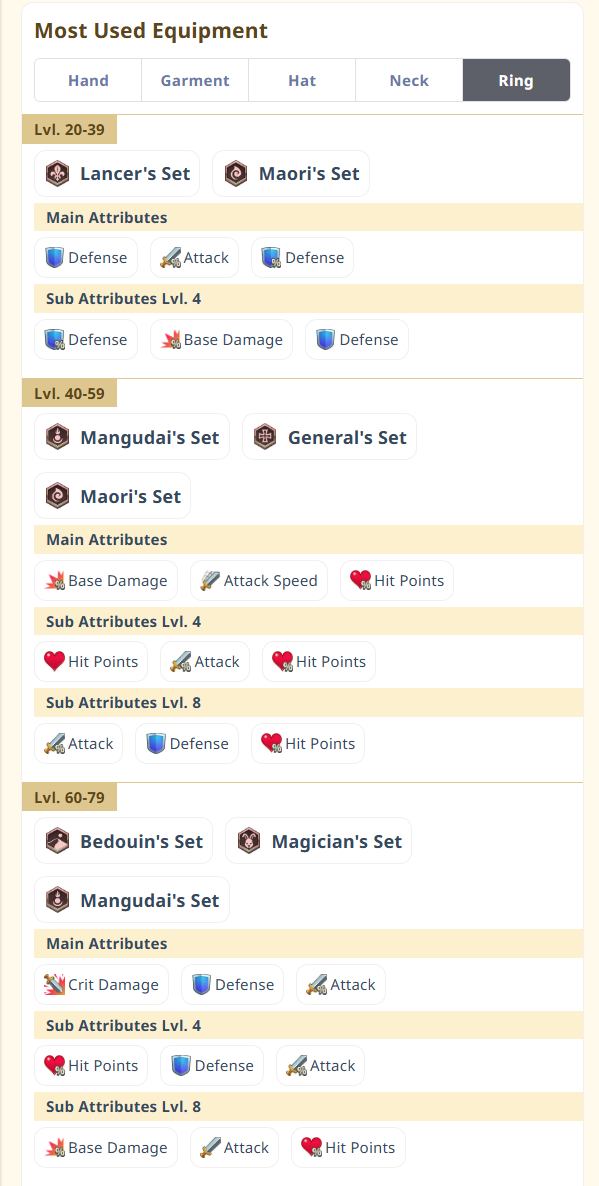 Most Used Equipment
Hand Garment Hat Neck Ring
Lvl. 20-39
Lancer's Set Maori's Set
Main Attributes
Defense Attack % Defense
Sub Attributes Lvl. 4
% Defense % Base Damage Defense
Lvl. 40-59
Mangudai's Set General's Set
Maori's Set
Main Attributes
% Base Damage Attack Speed % Hit Points
Sub Attributes Lvl. 4
Hit Points % Attack % Hit Points
Sub Attributes Lvl. 8
% Attack Defense % Hit Points
Lvl. 60-79
Bedouin's Set Magician's Set
Mangudai's Set
Main Attributes
Crit Damage Defense % Attack
Sub Attributes Lvl. 4
% Hit Points Defense % Attack
Sub Attributes Lvl. 8
% Base Damage Attack % Hit Points